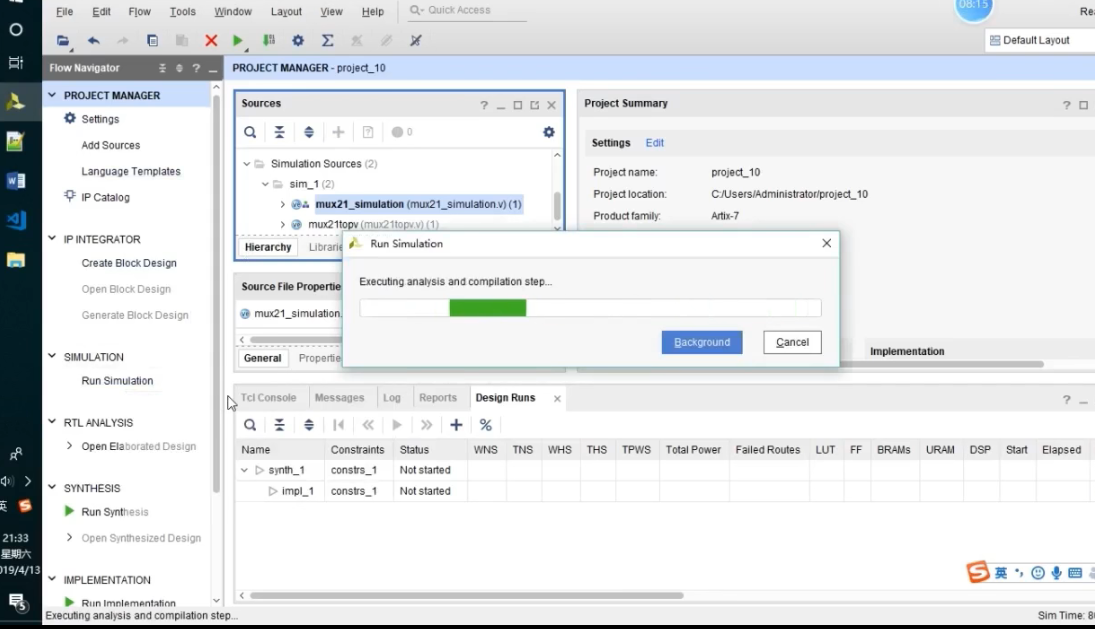 08:15
File Edit Flow Tools Window Layout View Help Quick Access
Default Layout
Flow Navigator
PROJECT MANAGER - project_10
PROJECT MANAGER
Settings
Add Sources
Language Templates
IP Catalog
IP INTEGRATOR
Create Block Design
Open Block Design
Generate Block Design
SIMULATION
Run Simulation
RTL ANALYSIS
Open Elaborated Design
SYNTHESIS
Run Synthesis
Open Synthesized Design
IMPLEMENTATION
Run Implementation
Sources
0
Simulation Sources (2)
sim_1 (2)
mux21_simulation (mux21_simulation.v) (1)
mux21topv (mux21topv.v) (1)
Hierarchy Librarie
Source File Propertie
mux21_simulation.
General Propertie
Project Summary
Settings Edit
Project name: project_10
Project location: C:/Users/Administrator/project_10
Product family: Artix-7
Implementation
Run Simulation
Executing analysis and compilation step...
Background Cancel
Tcl Console Messages Log Reports Design Runs
Name Constraints Status WNS TNS WHS THS TPWS Total Power Failed Routes LUT FF BRAMs URAM DSP Start Elapsed
synth_1 constrs_1 Not started
impl_1 constrs_1 Not started
英
21:33
星期六
019/4/13
5
英
Executing analysis and compilation step...
Sim Time: 80